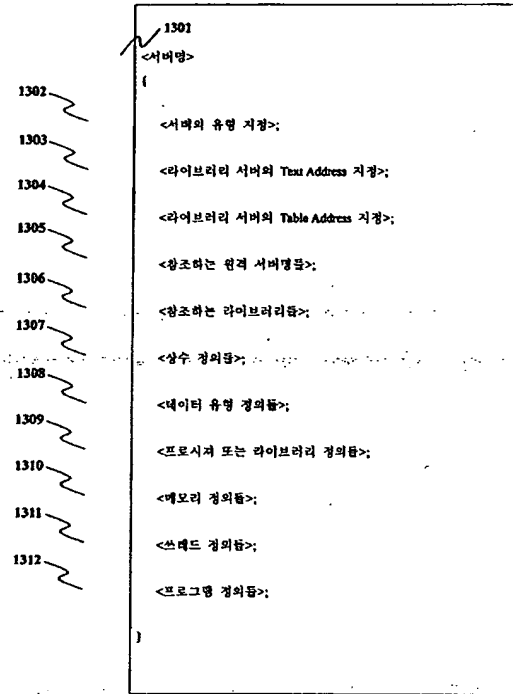 1301
<서버명>
{
1302
<서버의 유형 지정>;
1303
<라이브러리 서버의 Text Address 지정>;
1304
<라이브러리 서버의 Table Address 지정>;
1305
<참조하는 원격 서버명들>;
1306
<참조하는 라이브러리들>;
1307
<상수 정의들>;
1308
<데이터 유형 정의들>;
1309
<프로시져 또는 라이브러리 정의들>;
1310
<메모리 정의들>;
1311
<쓰레드 정의들>;
1312
<프로그램 정의들>;
}